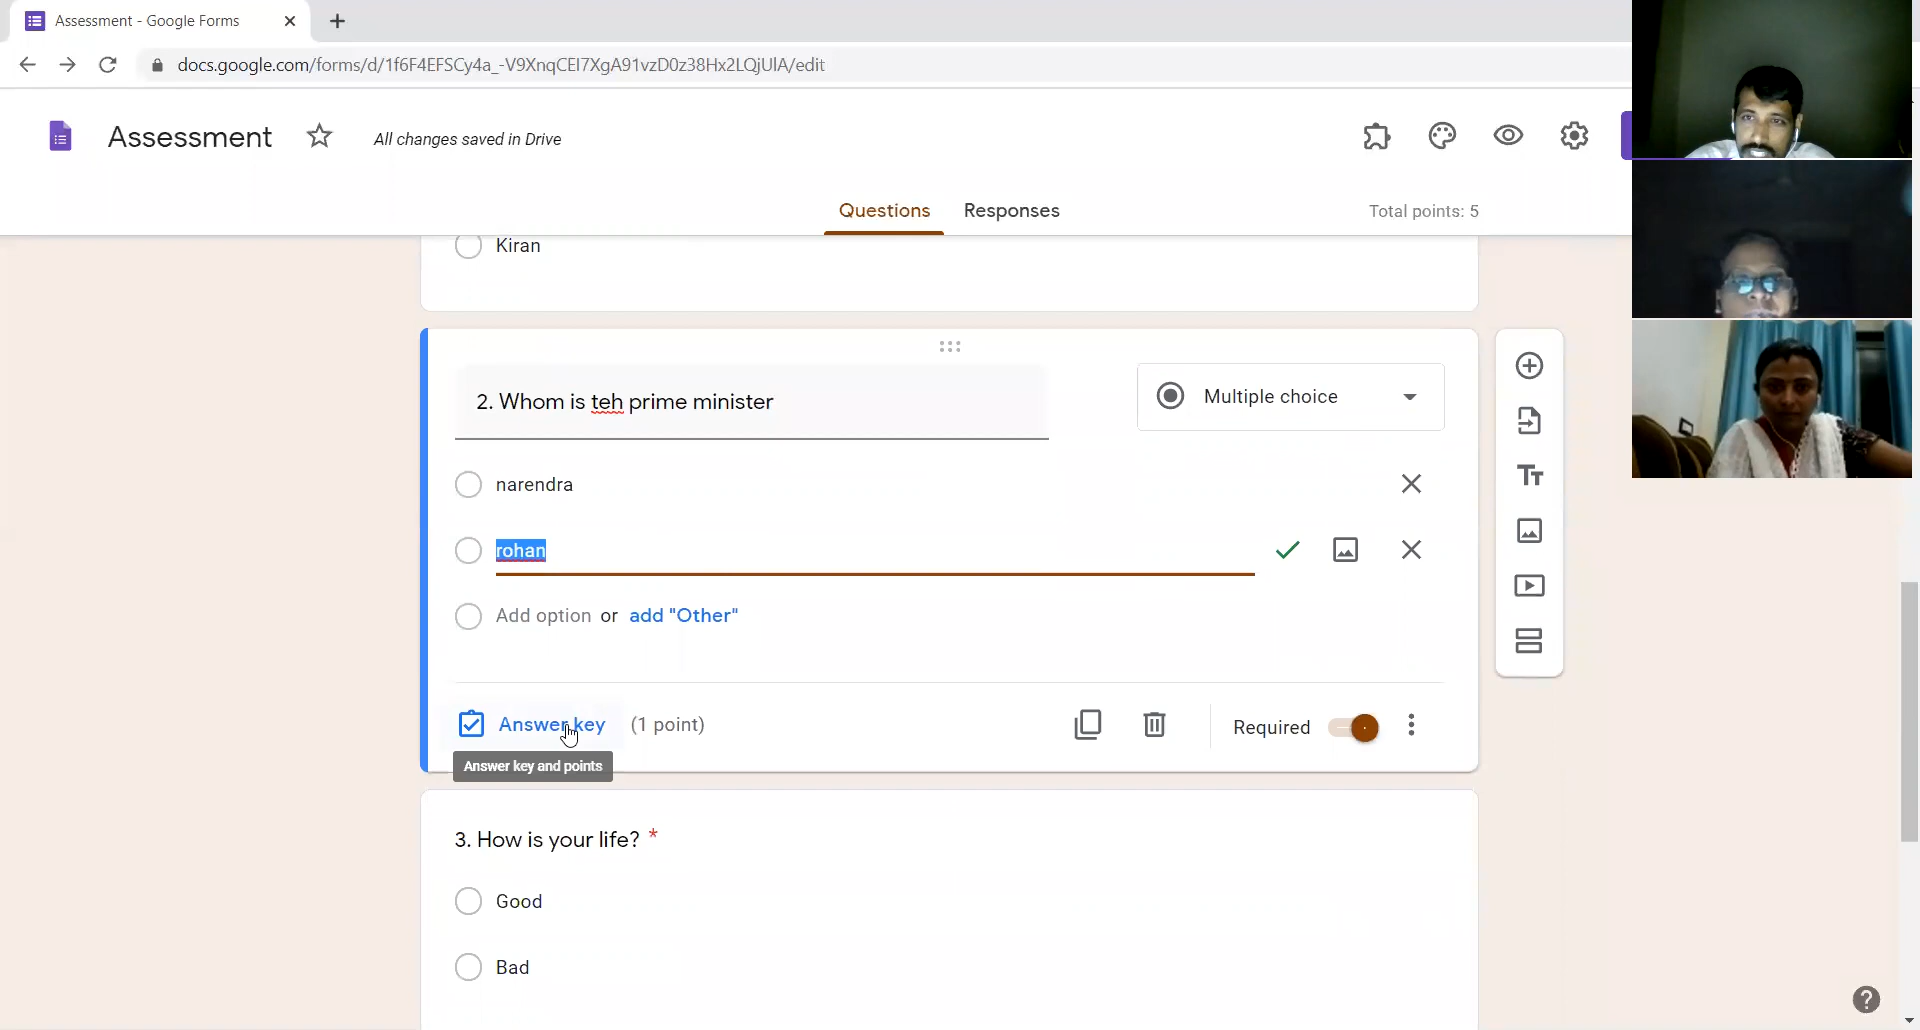 Assessment - Google Forms
docs.google.com/forms/d/1f6F4EFSCy4a_-V9XnqCEI7XgA91vzD0z38Hx2LQjUlA/edit
Assessment
All changes saved in Drive
Questions Responses
Total points: 5
Kiran
2. Whom is teh prime minister
Multiple choice
narendra
rohan
Add option or add "Other"
Answer key (1 point)
Required
Answer key and points
3. How is your life? *
Good
Bad